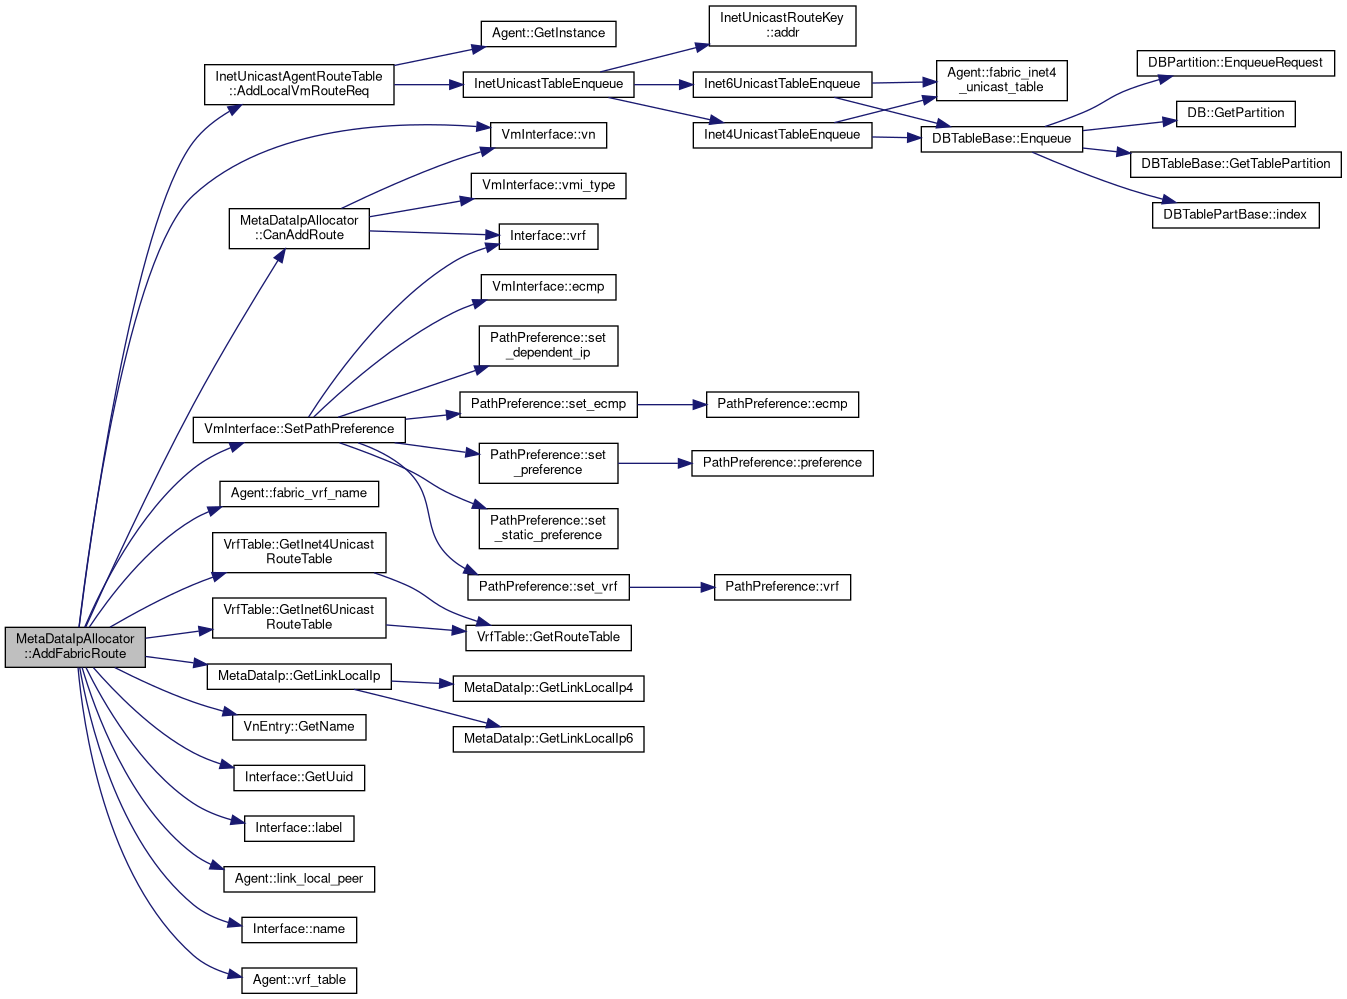 MetaDataIpAllocator
::AddFabricRoute
InetUnicastAgentRouteTable
::AddLocalVmRouteReq
Agent::GetInstance
InetUnicastTableEnqueue
InetUnicastRouteKey
::addr
Inet6UnicastTableEnqueue
Inet4UnicastTableEnqueue
Agent::fabric_inet4
_unicast_table
DBTableBase::Enqueue
DBPartition::EnqueueRequest
DB::GetPartition
DBTableBase::GetTablePartition
DBTablePartBase::index
VmInterface::vn
MetaDataIpAllocator
::CanAddRoute
VmInterface::vmi_type
Interface::vrf
VmInterface::SetPathPreference
VmInterface::ecmp
PathPreference::set
_dependent_ip
PathPreference::set_ecmp
PathPreference::ecmp
PathPreference::set
_preference
PathPreference::preference
PathPreference::set
_static_preference
PathPreference::set_vrf
PathPreference::vrf
Agent::fabric_vrf_name
VrfTable::GetInet4Unicast
RouteTable
VrfTable::GetInet6Unicast
RouteTable
VrfTable::GetRouteTable
MetaDataIp::GetLinkLocalIp
MetaDataIp::GetLinkLocalIp4
MetaDataIp::GetLinkLocalIp6
VnEntry::GetName
Interface::GetUuid
Interface::label
Agent::link_local_peer
Interface::name
Agent::vrf_table